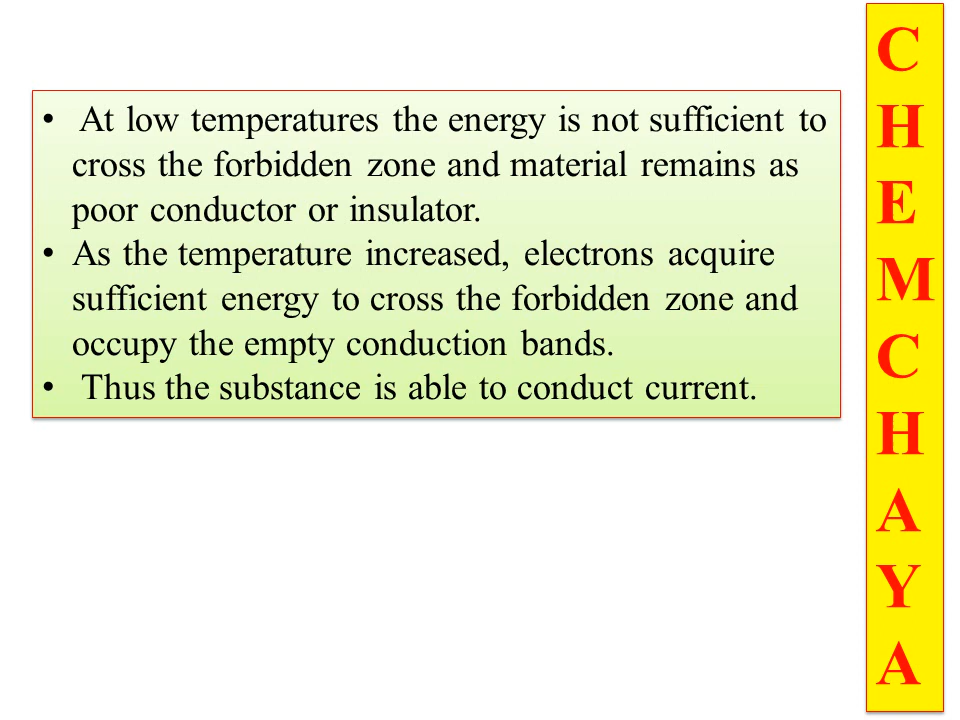 • At low temperatures the energy is not sufficient to
cross the forbidden zone and material remains as
poor conductor or insulator.
• As the temperature increased, electrons acquire
sufficient energy to cross the forbidden zone and
occupy the empty conduction bands.
• Thus the substance is able to conduct current.
C
H
E
M
C
H
A
Y
A